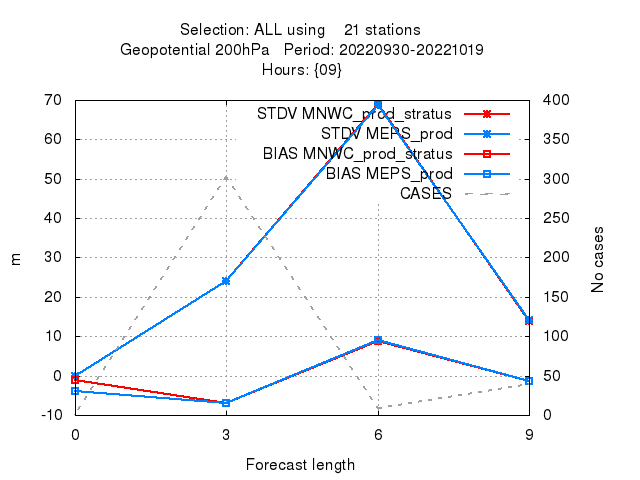 Selection: ALL using 21 stations
Geopotential 200hPa Period: 20220930-20221019
Hours: {09}
STDV MNWC_prod_stratus
STDV MEPS_prod
BIAS MNWC_prod_stratus
BIAS MEPS_prod
CASES
70
60
50
40
30
20
10
0
-10
m
400
350
300
250
200
150
100
50
0
No cases
0 3 6 9
Forecast length